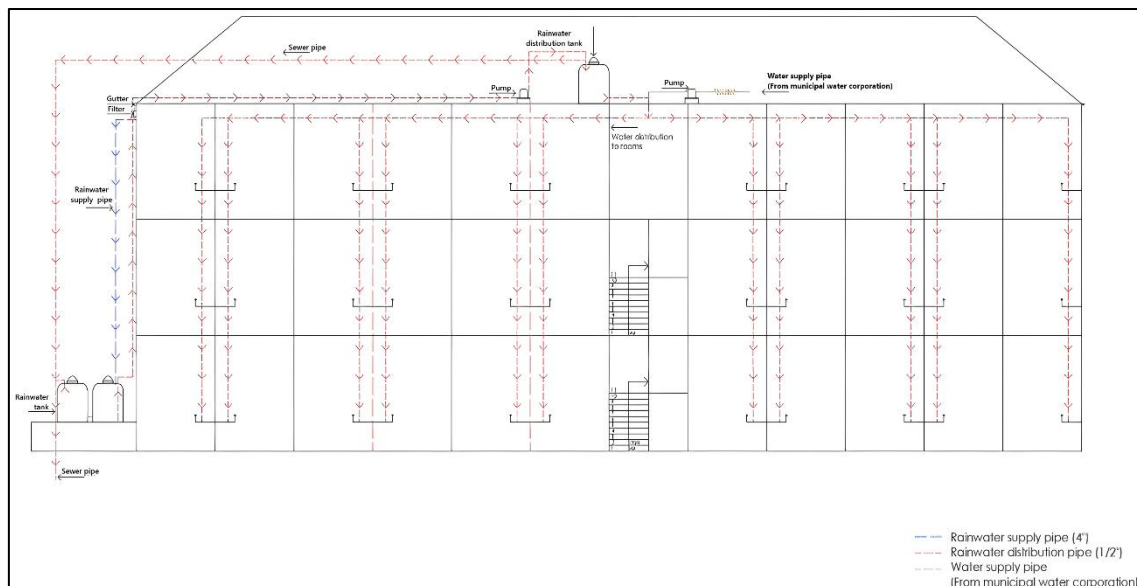 Sewer pipe
Rainwater
distribution tank
Pump
Pump
Water supply pipe
(From municipal water corporation)
Gutter
Filter
Water distribution
to rooms
Rainwater
supply pipe
Rainwater
tank
Sewer pipe
Rainwater supply pipe (4")
Rainwater distribution pipe (1/2")
Water supply pipe
(From municipal water corporation)